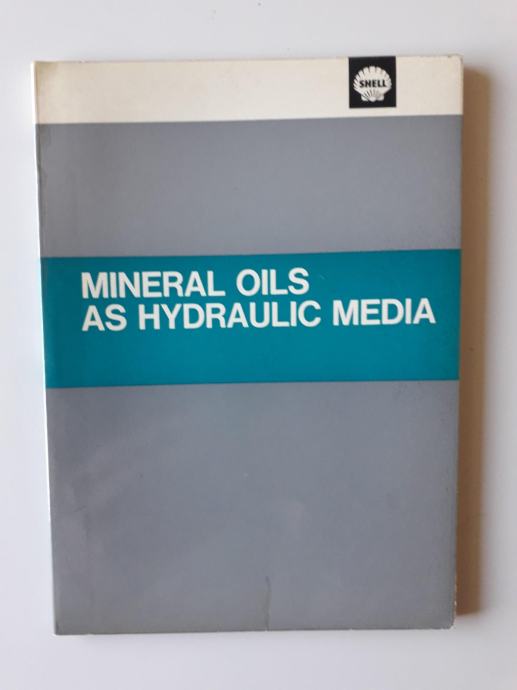 SHELL
MINERAL OILS
AS HYDRAULIC MEDIA